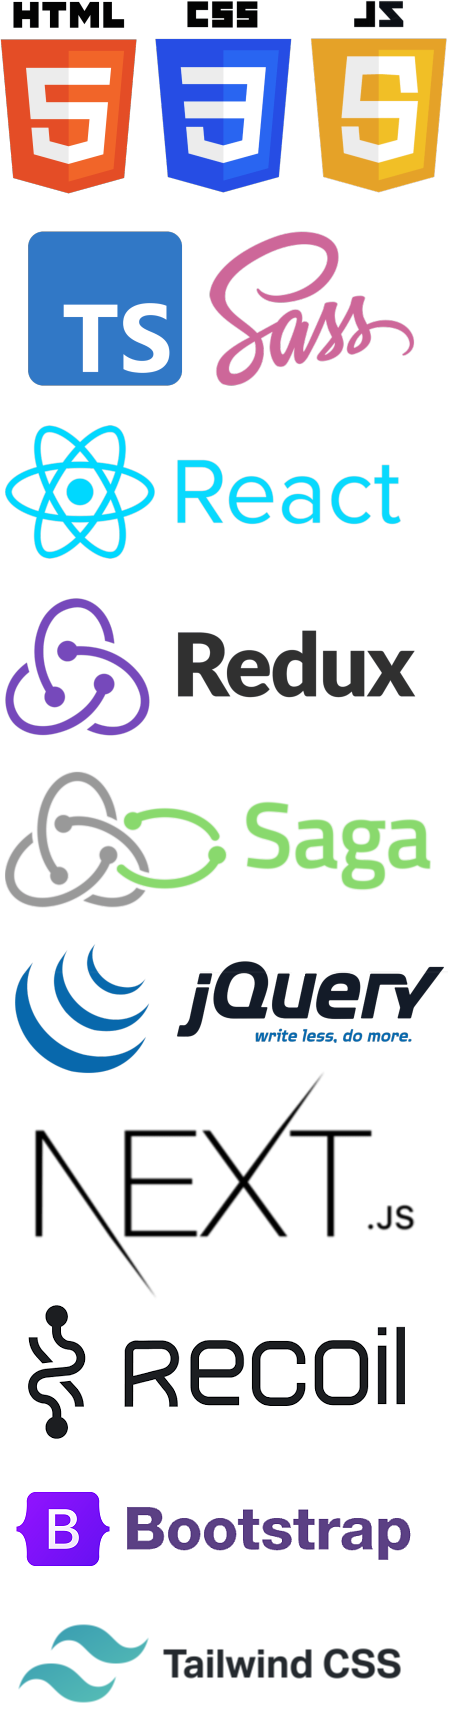 HTML CSS JS
5 3 5
TS Sass
React
Redux
Saga
jQuery
write less, do more.
NEXT.JS
Recoil
B Bootstrap
Tailwind CSS